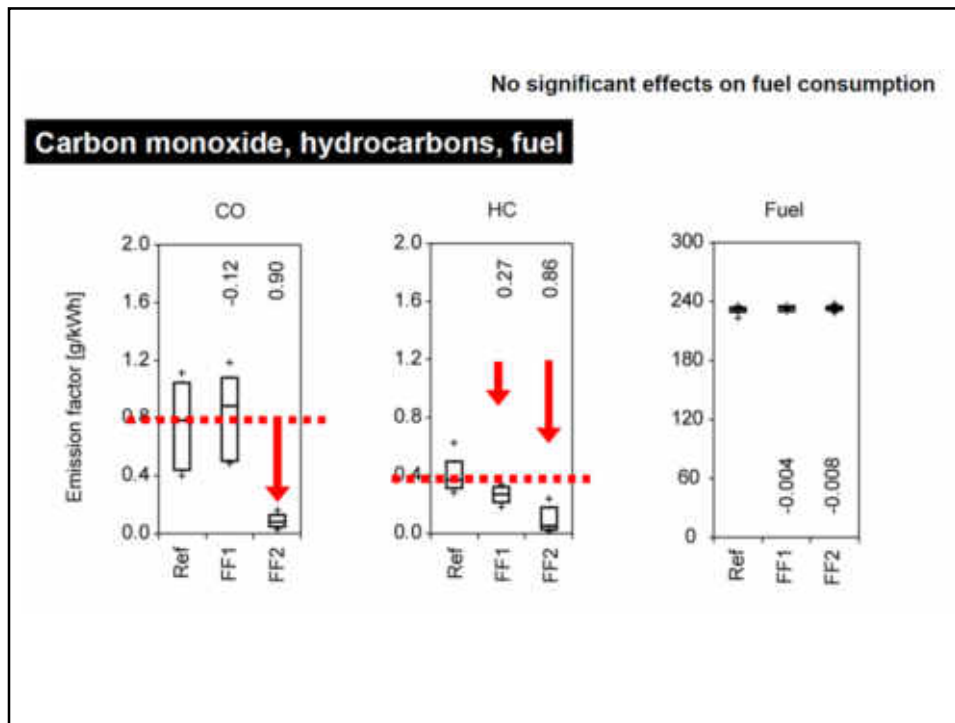 No significant effects on fuel consumption
Carbon monoxide, hydrocarbons, fuel
CO
Emission factor [g/kWh]
2.0
1.6
1.2
0.8
0.4
0.0
-0.12
0.90
Ref
FF1
FF2
HC
2.0
1.6
1.2
0.8
0.4
0.0
0.27
0.86
Ref
FF1
FF2
Fuel
300
240
180
120
60
0
-0.004
-0.008
Ref
FF1
FF2